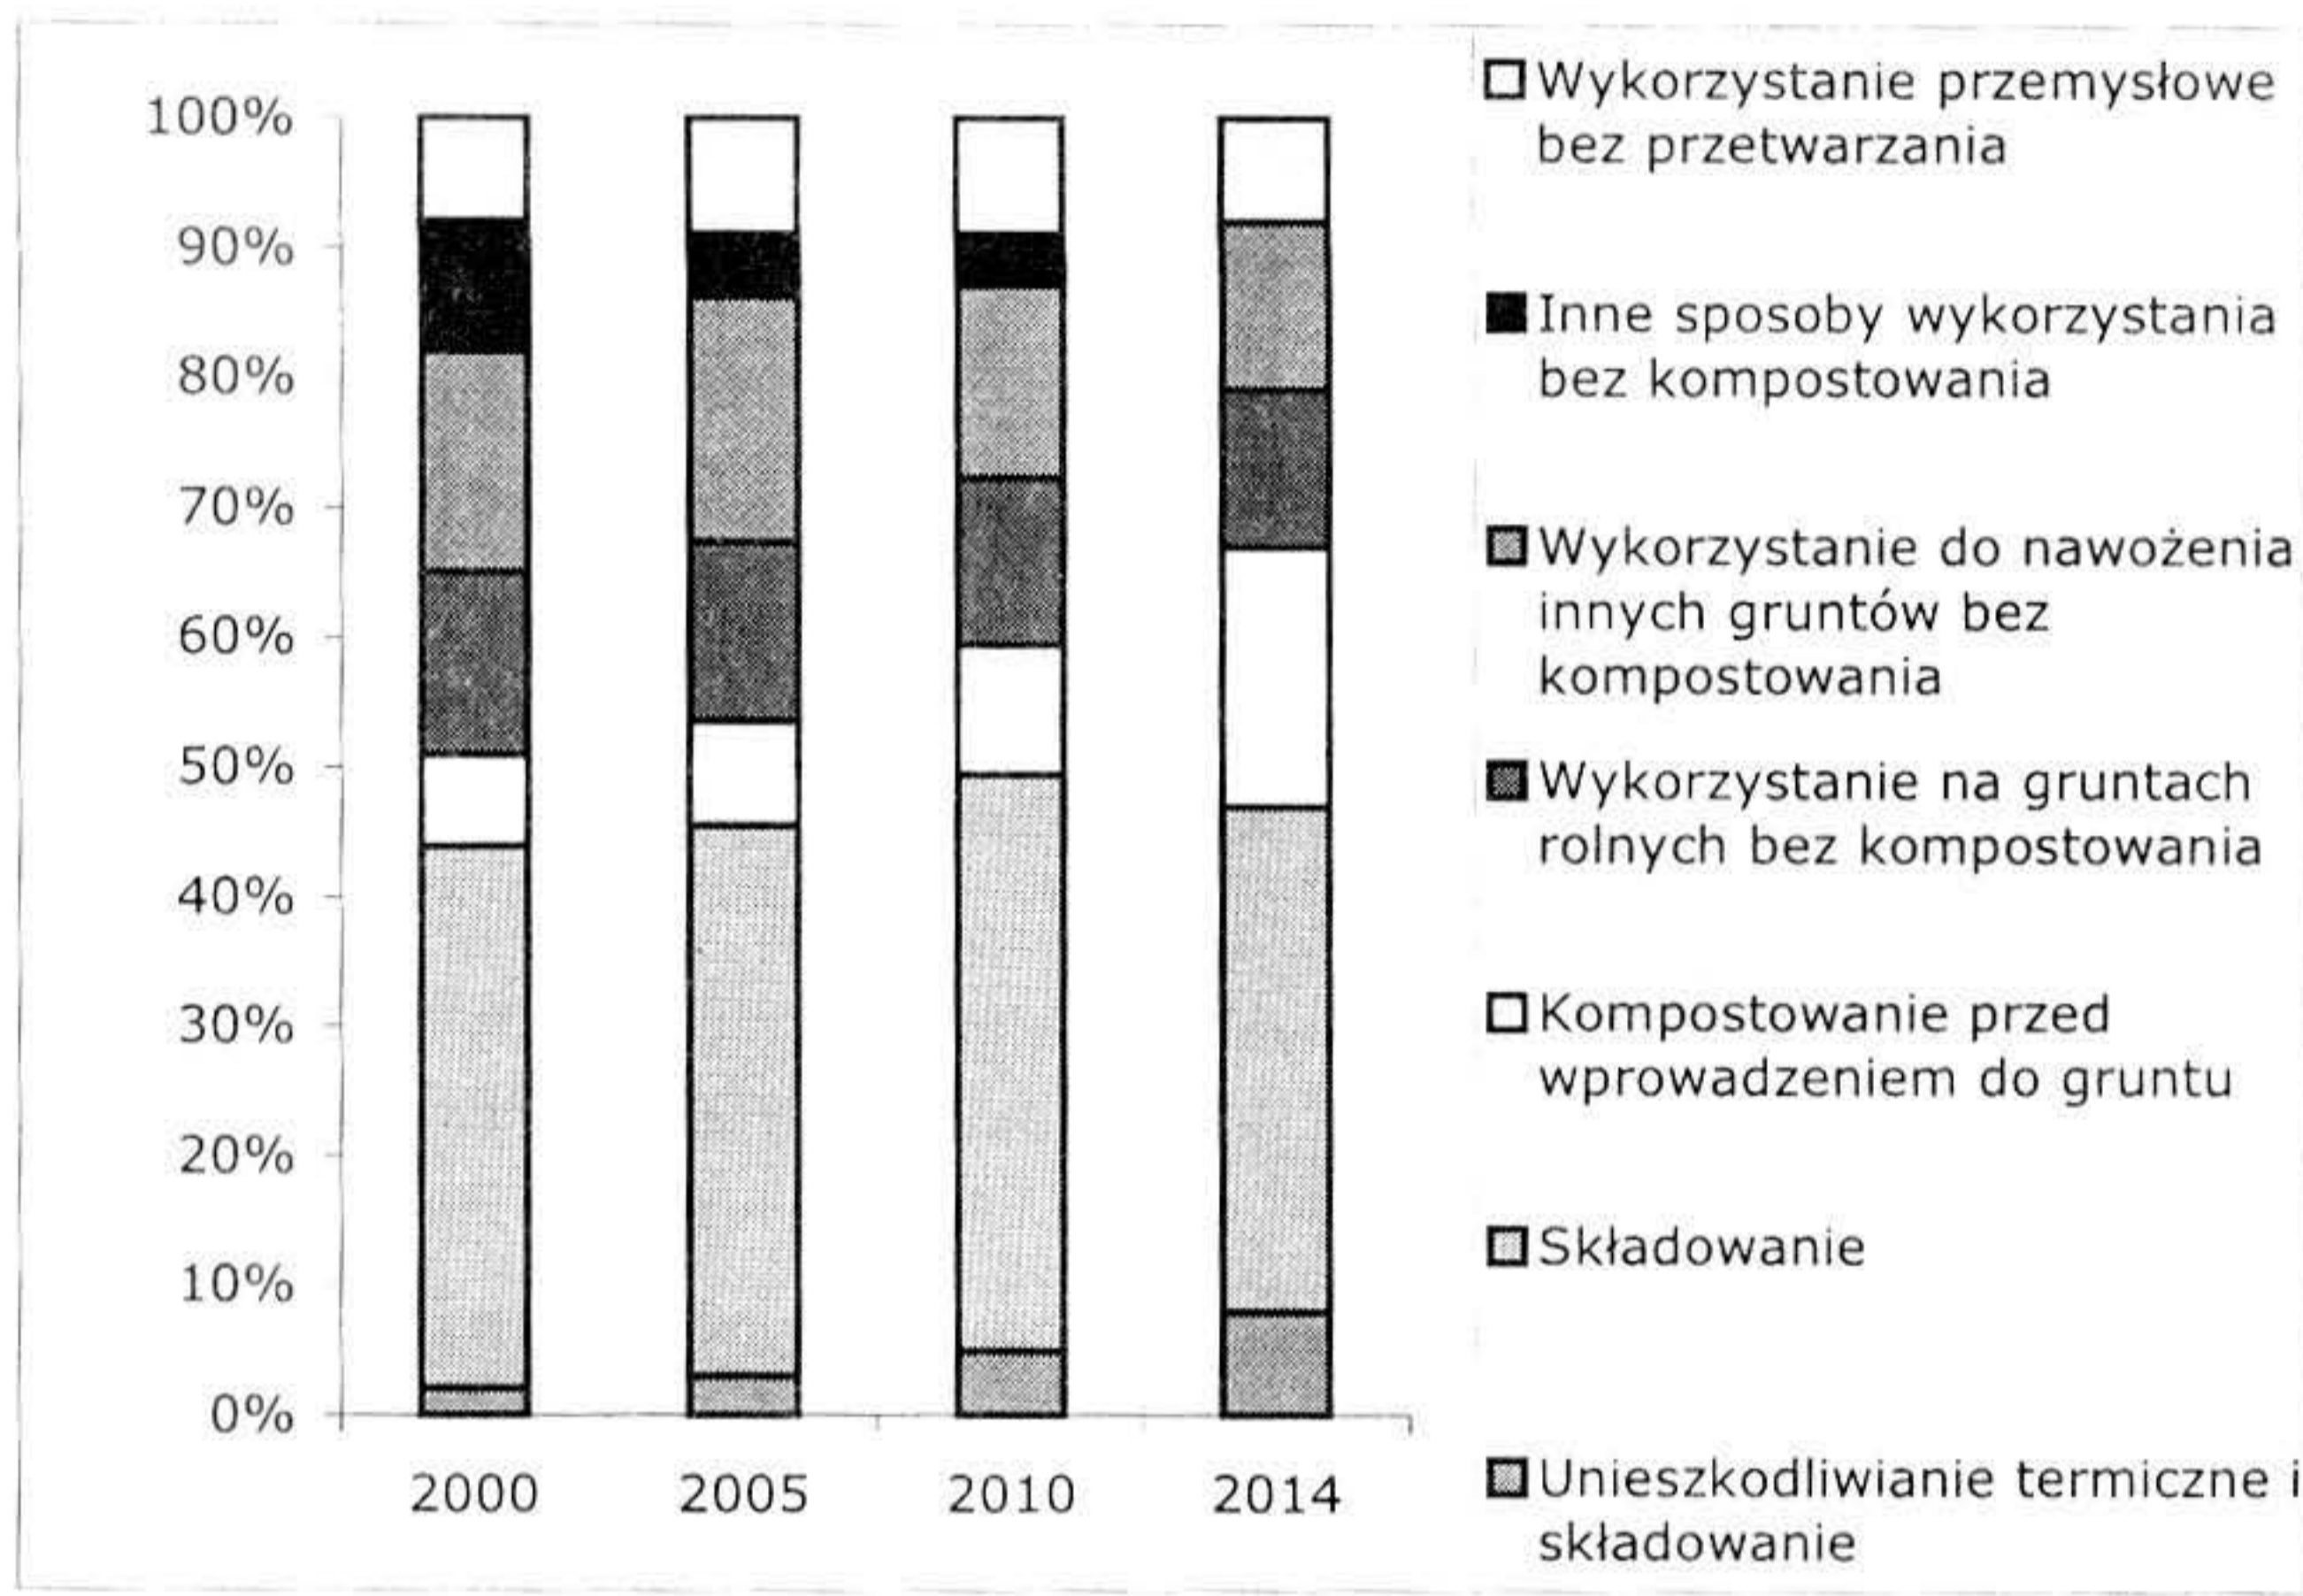 100%
90%
80%
70%
60%
50%
40%
30%
20%
10%
0%
2000 2005 2010 2014
Wykorzystanie przemysłowe
bez przetwarzania
Inne sposoby wykorzystania
bez kompostowania
Wykorzystanie do nawożenia
innych gruntów bez
kompostowania
Wykorzystanie na gruntach
rolnych bez kompostowania
Kompostowanie przed
wprowadzeniem do gruntu
Składowanie
Unieszkodliwianie termiczne i
składowanie